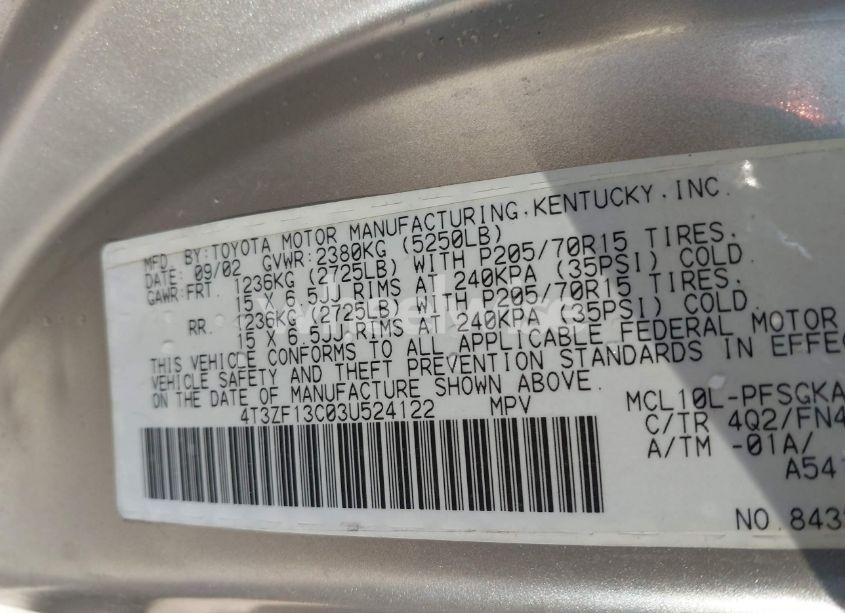 MFD. BY:TOYOTA MOTOR MANUFACTURING,KENTUCKY,INC.
DATE: 09/02 GVWR:2380KG (5250LB)
GAWR:FRT. 1236KG (2725LB) WITH P205/70R15 TIRES.
15 X 6.5JJ RIMS AT 240KPA (35PSI) COLD.
RR. 1236KG (2725LB) WITH P205/70R15 TIRES.
15 X 6.5JJ RIMS AT 240KPA (35PSI) COLD.
THIS VEHICLE CONFORMS TO ALL APPLICABLE FEDERAL MOTOR
VEHICLE SAFETY AND THEFT PREVENTION STANDARDS IN EFFEC
ON THE DATE OF MANUFACTURE SHOWN ABOVE.
4T3ZF13C03U524122 MPV
MCL10L-PFSGKA
C/TR 4Q2/FN4
A/TM -01A/
A541
NO.843